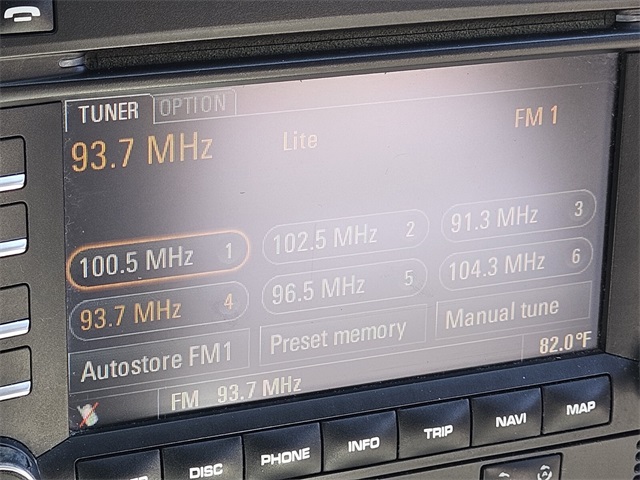 TUNER OPTION
93.7 MHz Lite FM 1
100.5 MHz 1 102.5 MHz 2 91.3 MHz 3
93.7 MHz 4 96.5 MHz 5 104.3 MHz 6
Autostore FM1 Preset memory Manual tune
FM 93.7 MHz 82.0°F
DISC PHONE INFO TRIP NAVI MAP